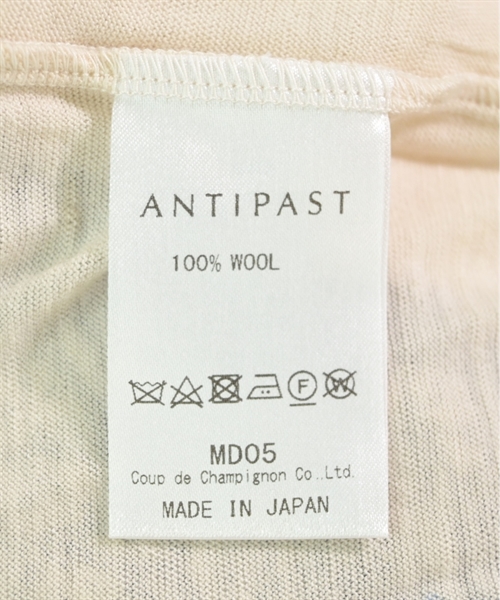 ANTIPAST
100% WOOL
F W
MD05
Coup de Champignon Co.,Ltd.
MADE IN JAPAN